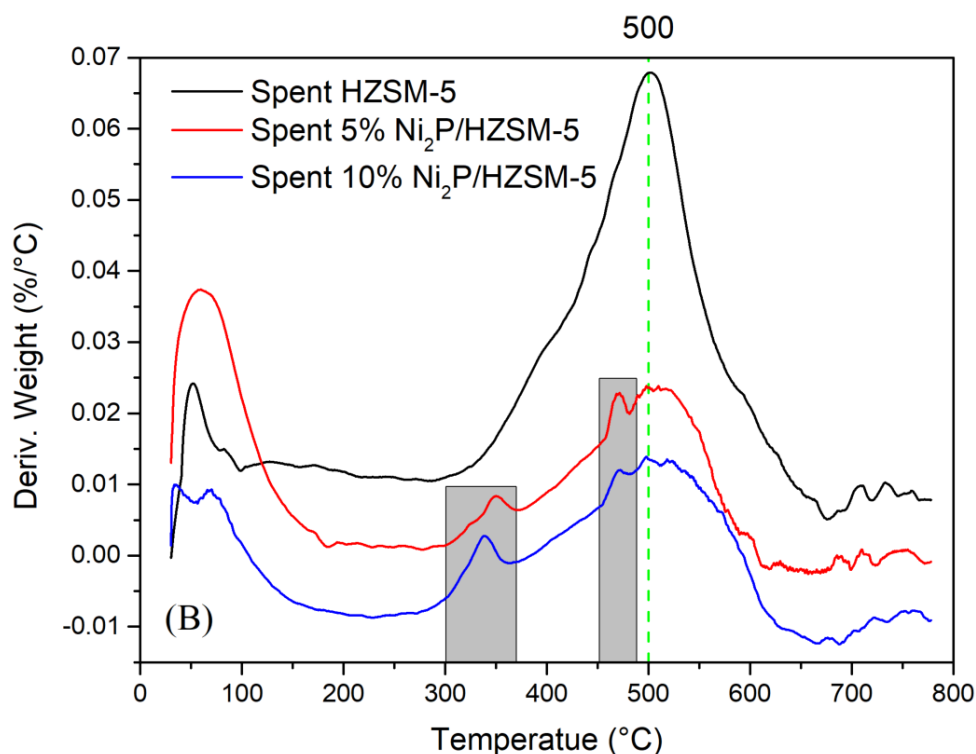 500
0.07
0.06
0.05
0.04
0.03
0.02
0.01
0.00
-0.01
Deriv. Weight (%/°C)
Spent HZSM-5
Spent 5% Ni₂P/HZSM-5
Spent 10% Ni₂P/HZSM-5
(B)
0 100 200 300 400 500 600 700 800
Temperatue (°C)